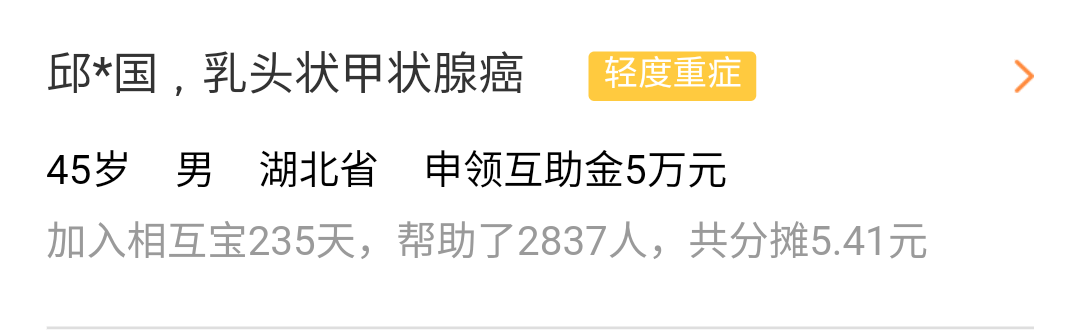 邱*国，乳头状甲状腺癌 轻度重症
45岁 男 湖北省 申领互助金5万元
加入相互宝235天，帮助了2837人，共分摊5.41元